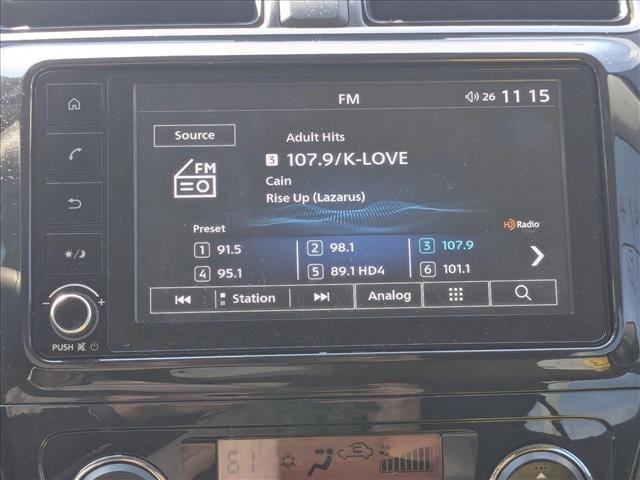 FM
26 11 15
Source
Adult Hits
FM
3 107.9/K-LOVE
Cain
Rise Up (Lazarus)
HD Radio
Preset
1 91.5 2 98.1 3 107.9
4 95.1 5 89.1 HD4 6 101.1
Station Analog
- +
PUSH
61